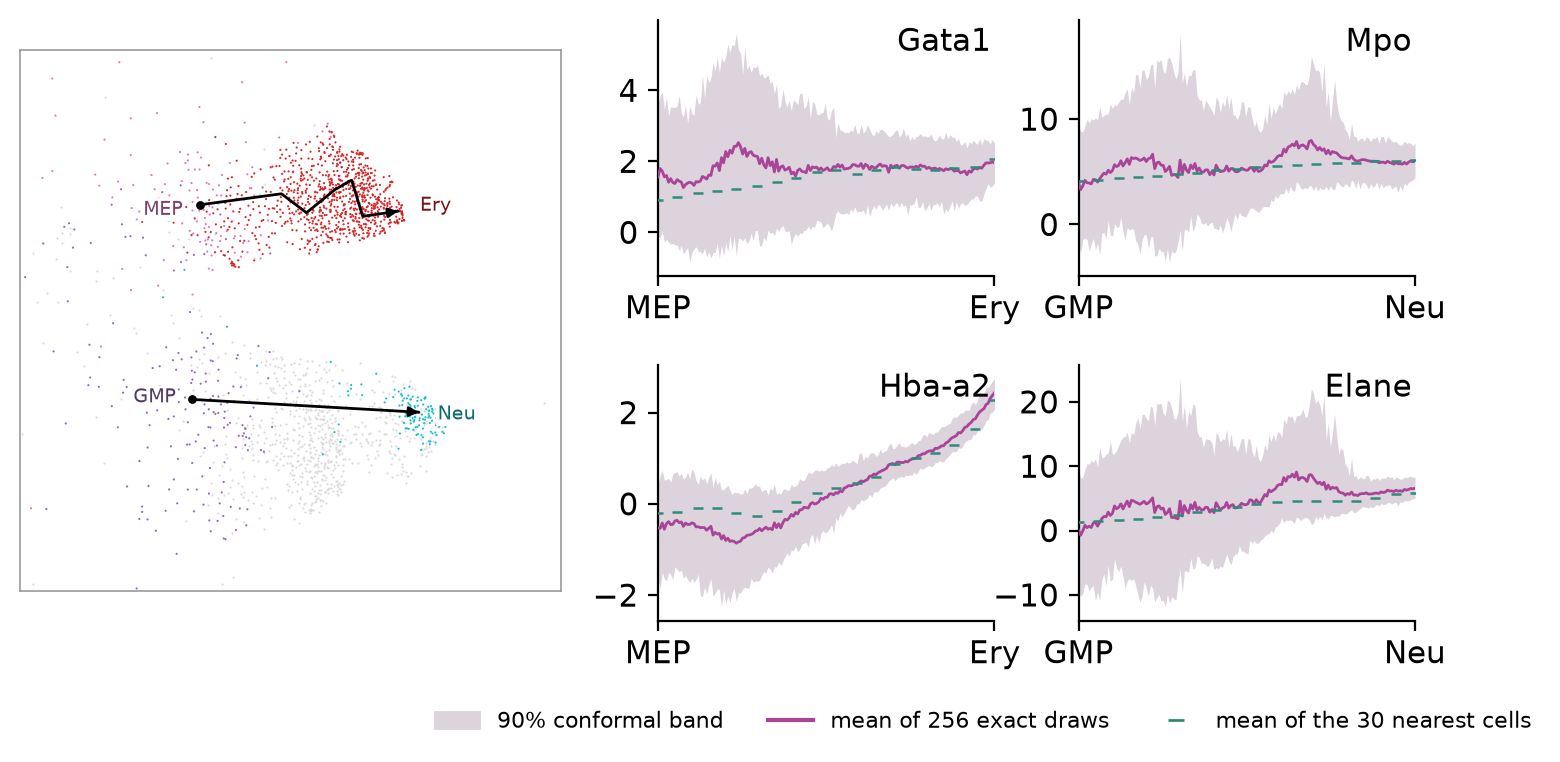 MEP
Ery
GMP
Neu
Gata1
4
2
0
MEP
Ery
Mpo
10
0
GMP
Neu
Hba-a2
2
0
−2
MEP
Ery
Elane
20
10
0
−10
GMP
Neu
90% conformal band
mean of 256 exact draws
mean of the 30 nearest cells